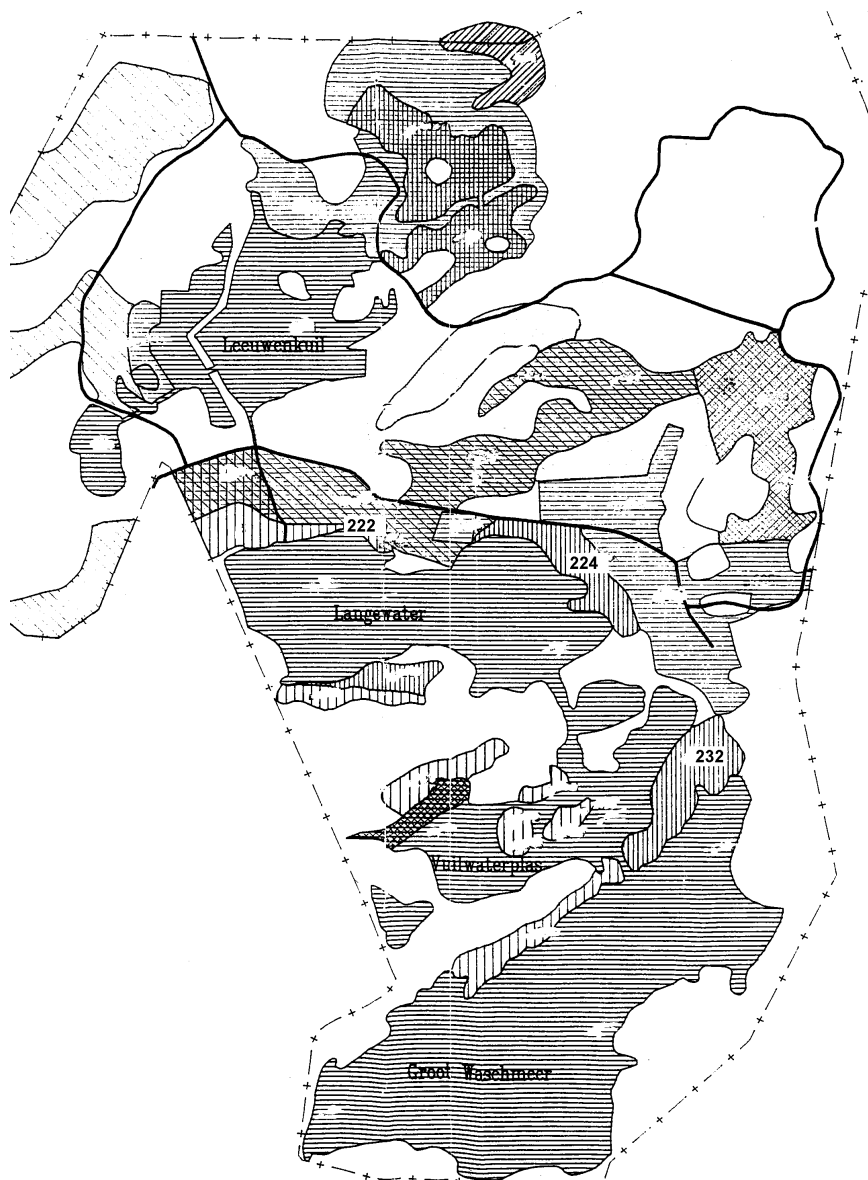 Leeuwenkuil
222
224
Langewater
232
Vuilwaterplas
Groot Waschmeer